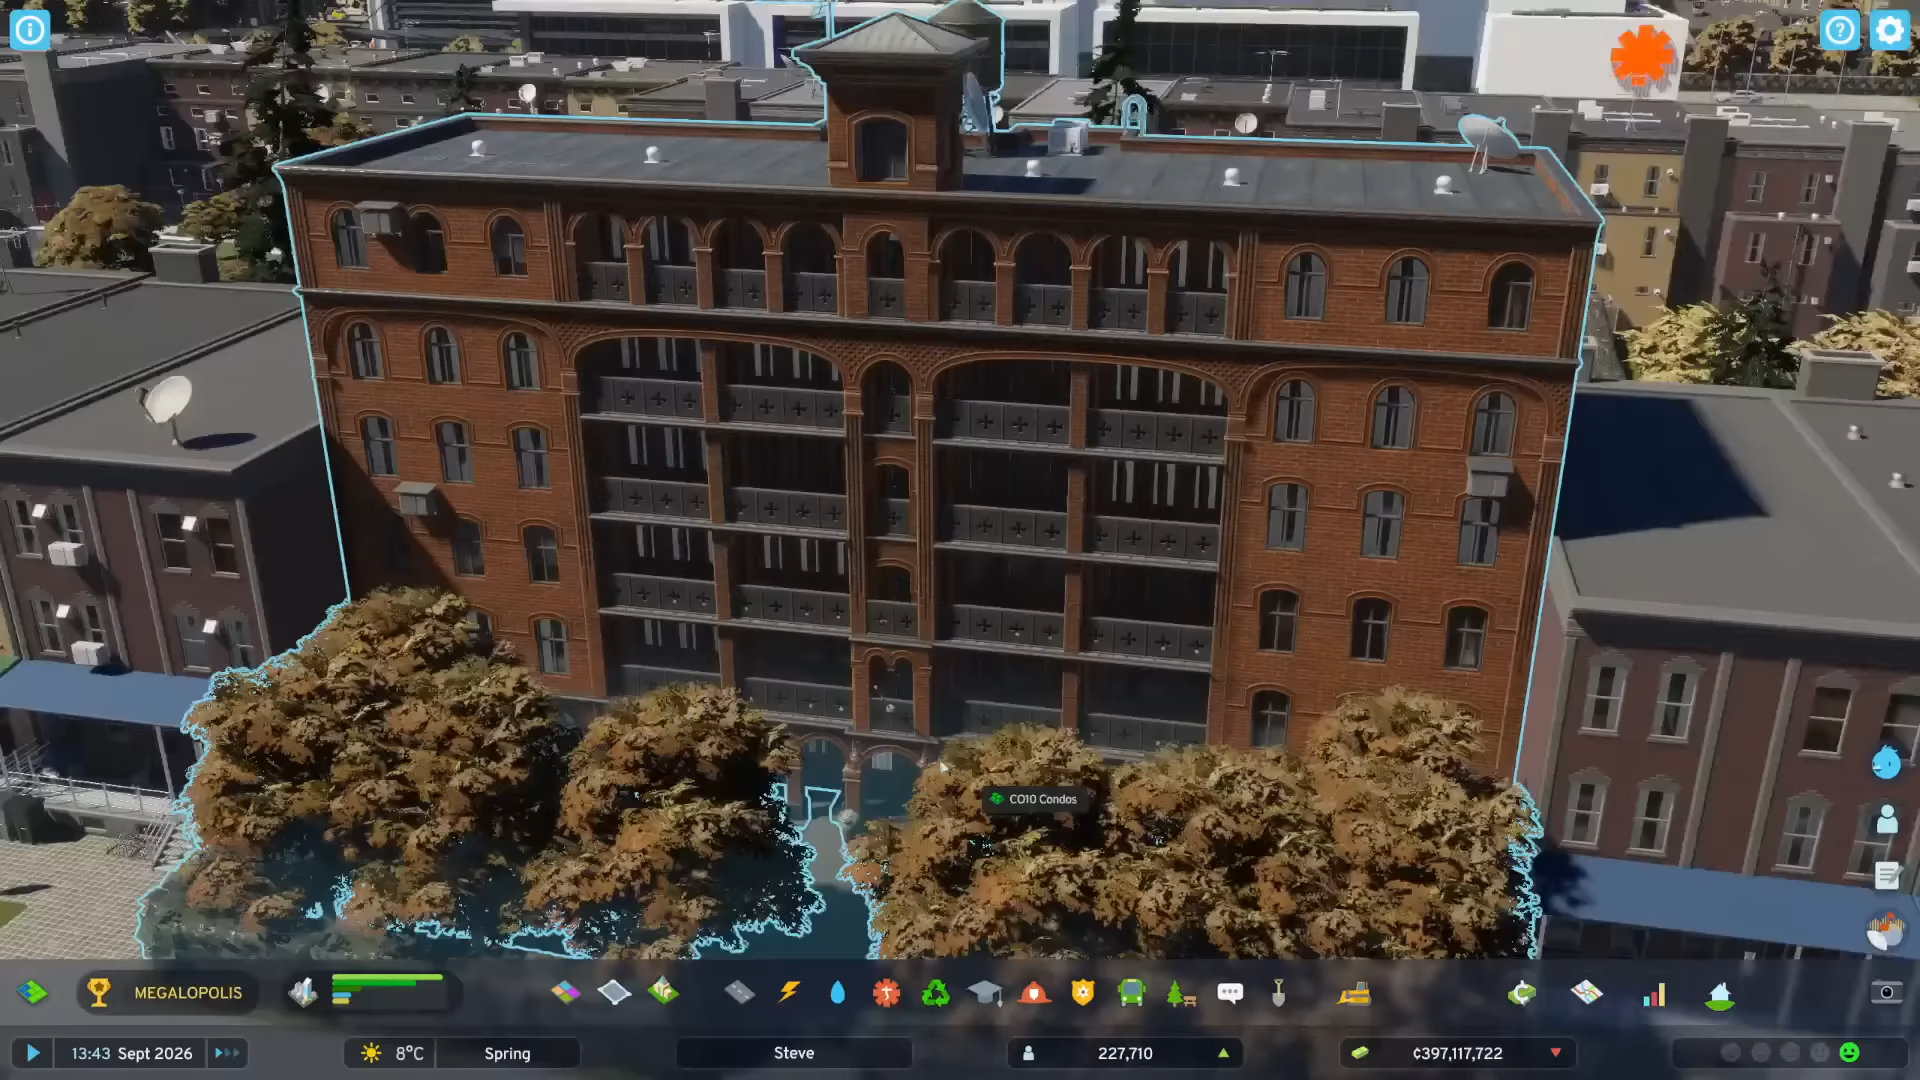 CO10 Condos
MEGALOPOLIS
13:43 Sept 2026
8°C
Spring
Steve
227,710
¢397,117,722